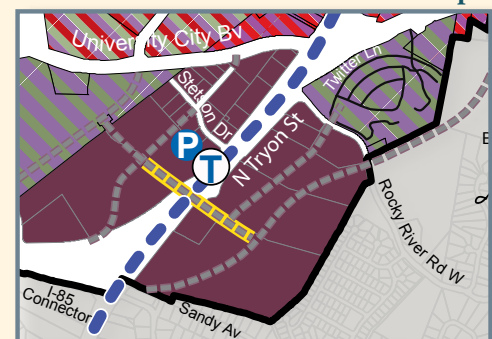 University City Bv
Twitter Ln
Stetson Dr
P
T
N Tryon St
Rocky River Rd W
I-85
Connector
Sandy Av